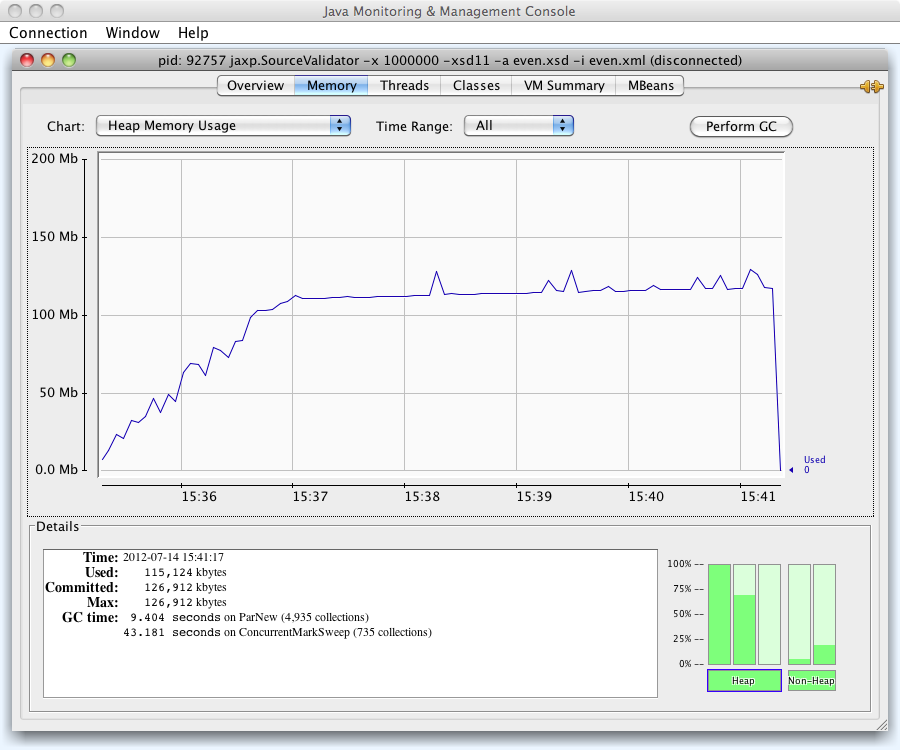 Java Monitoring & Management Console
Connection Window Help
pid: 92757 jaxp.SourceValidator -x 1000000 -xsd11 -a even.xsd -i even.xml (disconnected)
Overview Memory Threads Classes VM Summary MBeans
Chart: Heap Memory Usage Time Range: All Perform GC
200 Mb
150 Mb
100 Mb
50 Mb
0.0 Mb
Used
0
15:36 15:37 15:38 15:39 15:40 15:41
Details
Time: 2012-07-14 15:41:17
Used: 115,124 kbytes
Committed: 126,912 kbytes
Max: 126,912 kbytes
GC time: 9.404 seconds on ParNew (4,935 collections)
43.181 seconds on ConcurrentMarkSweep (735 collections)
100% --
75% --
50% --
25% --
0% --
Heap Non-Heap